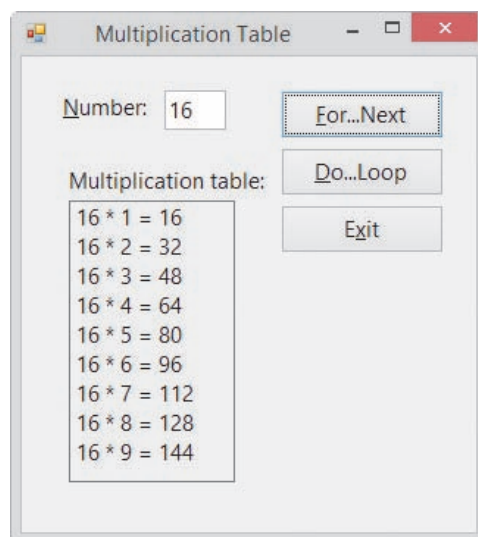 Multiplication Table
Number: 16
For...Next
Do...Loop
Exit
Multiplication table:
16 * 1 = 16
16 * 2 = 32
16 * 3 = 48
16 * 4 = 64
16 * 5 = 80
16 * 6 = 96
16 * 7 = 112
16 * 8 = 128
16 * 9 = 144